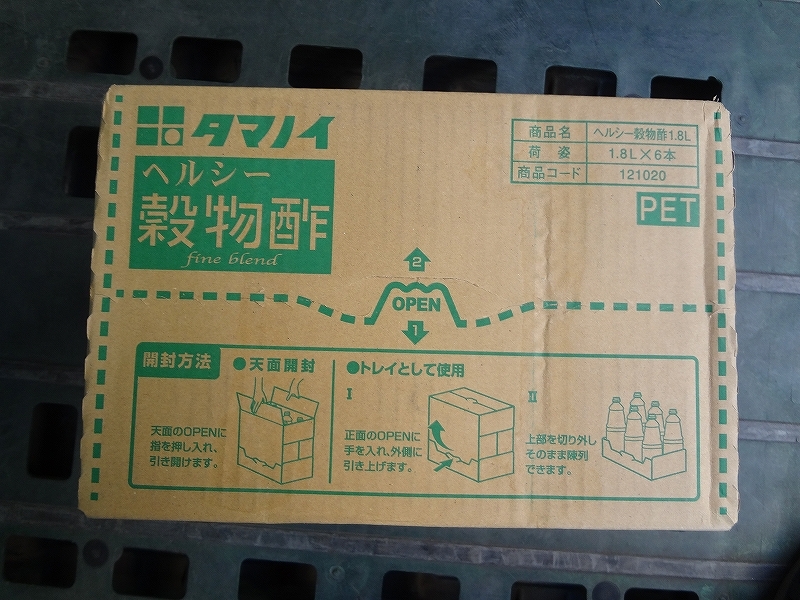 タマノイ
ヘルシー
穀物酢
fine blend
商品名 ヘルシー穀物酢1.8L
荷姿 1.8L×6本
商品コード 121020
PET
2
OPEN
1
開封方法
●天面開封
天面のOPENに
指を押し入れ、
引き開けます。
●トレイとして使用
I
正面のOPENに
手を入れ、外側に
引き上げます。
II
上部を切り外し
そのまま陳列
できます。